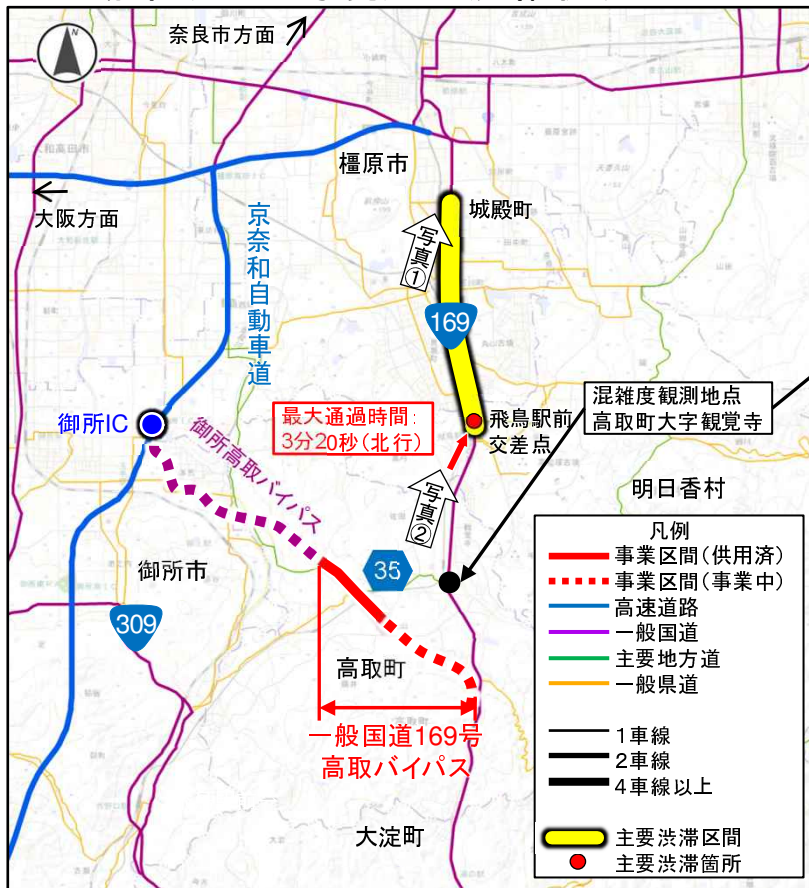 奈良市方面
N
橿原市
大阪方面
城殿町
写真①
京奈和自動車道
169
混雑度観測地点
高取町大字観覚寺
御所IC
最大通過時間:
3分20秒(北行)
飛鳥駅前
交差点
御所高取バイパス
写真②
明日香村
35
御所市
309
高取町
一般国道169号
高取バイパス
大淀町
凡例
事業区間(供用済)
事業区間(事業中)
高速道路
一般国道
主要地方道
一般県道
1車線
2車線
4車線以上
主要渋滞区間
主要渋滞箇所